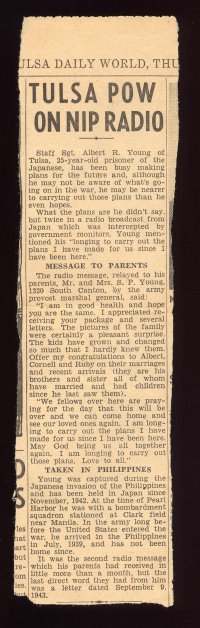 ULSA DAILY WORLD, THU
TULSA POW
ON NIP RADIO
Staff Sgt. Albert R. Young of
Tulsa, 25-year-old prisoner of the
Japanese, has been busy making
plans for the future and, although
he may not be aware of what's go-
ing on in the war, he may be nearer
to carrying out those plans than he
even hopes.
What the plans are he didn't say,
but twice in a radio broadcast from
Japan which was intercepted by
government monitors, Young men-
tioned his "longing to carry out the
plans I have made for us since I
have been here."
MESSAGE TO PARENTS
The radio message, relayed to his
parents, Mr. and Mrs. S. P. Young,
1320 South Canton, by the army
provost marshal general, said:
"I am in good health and hope
you are the same. I appreciated re-
ceiving your package and several
letters. The pictures of the family
were certainly a pleasant surprise.
The kids have grown and changed
so much that I hardly knew them.
Offer my congratulations to Albert,
Cornell and Ruby on their marriages
and recent arrivals (they are his
brothers and sister all of whom
have married and had children
since he last saw them).
"We fellows over here are pray-
ing for the day that this will be
over and we can come home and
see our loved ones again. I am long-
ing to carry out the plans I have
made for us since I have been here.
May God bring us all together
again. I am longing to carry out
those plans. Love to all."
TAKEN IN PHILIPPINES
Young was captured during the
Japanese invasion of the Philippines
and has been held in Japan since
November, 1942. At the time of Pearl
Harbor he was with a bombardment
squadron stationed at Clark field
near Manila. In the army long be-
fore the United States entered the
war, he arrived in the Philippines
in July, 1939, and has not been
home since.
It was the second radio message
which his parents had received in
little more than a month, but the
last direct word they had from him
was a letter dated September 9,
1943.